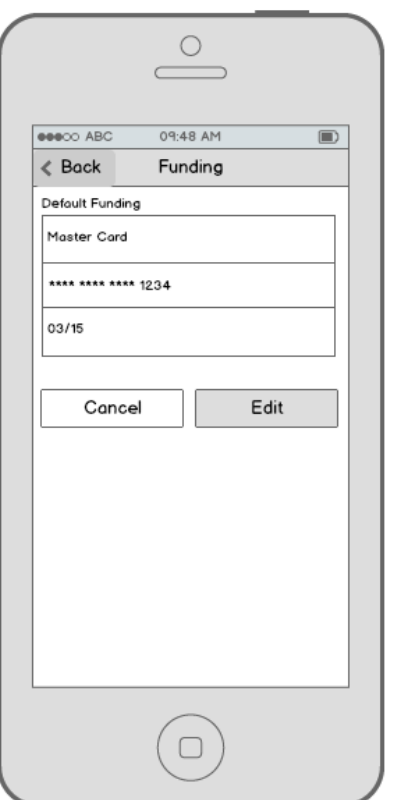 ABC 09:48 AM
Back Funding
Default Funding
Master Card
**** **** **** 1234
03/15
Cancel Edit